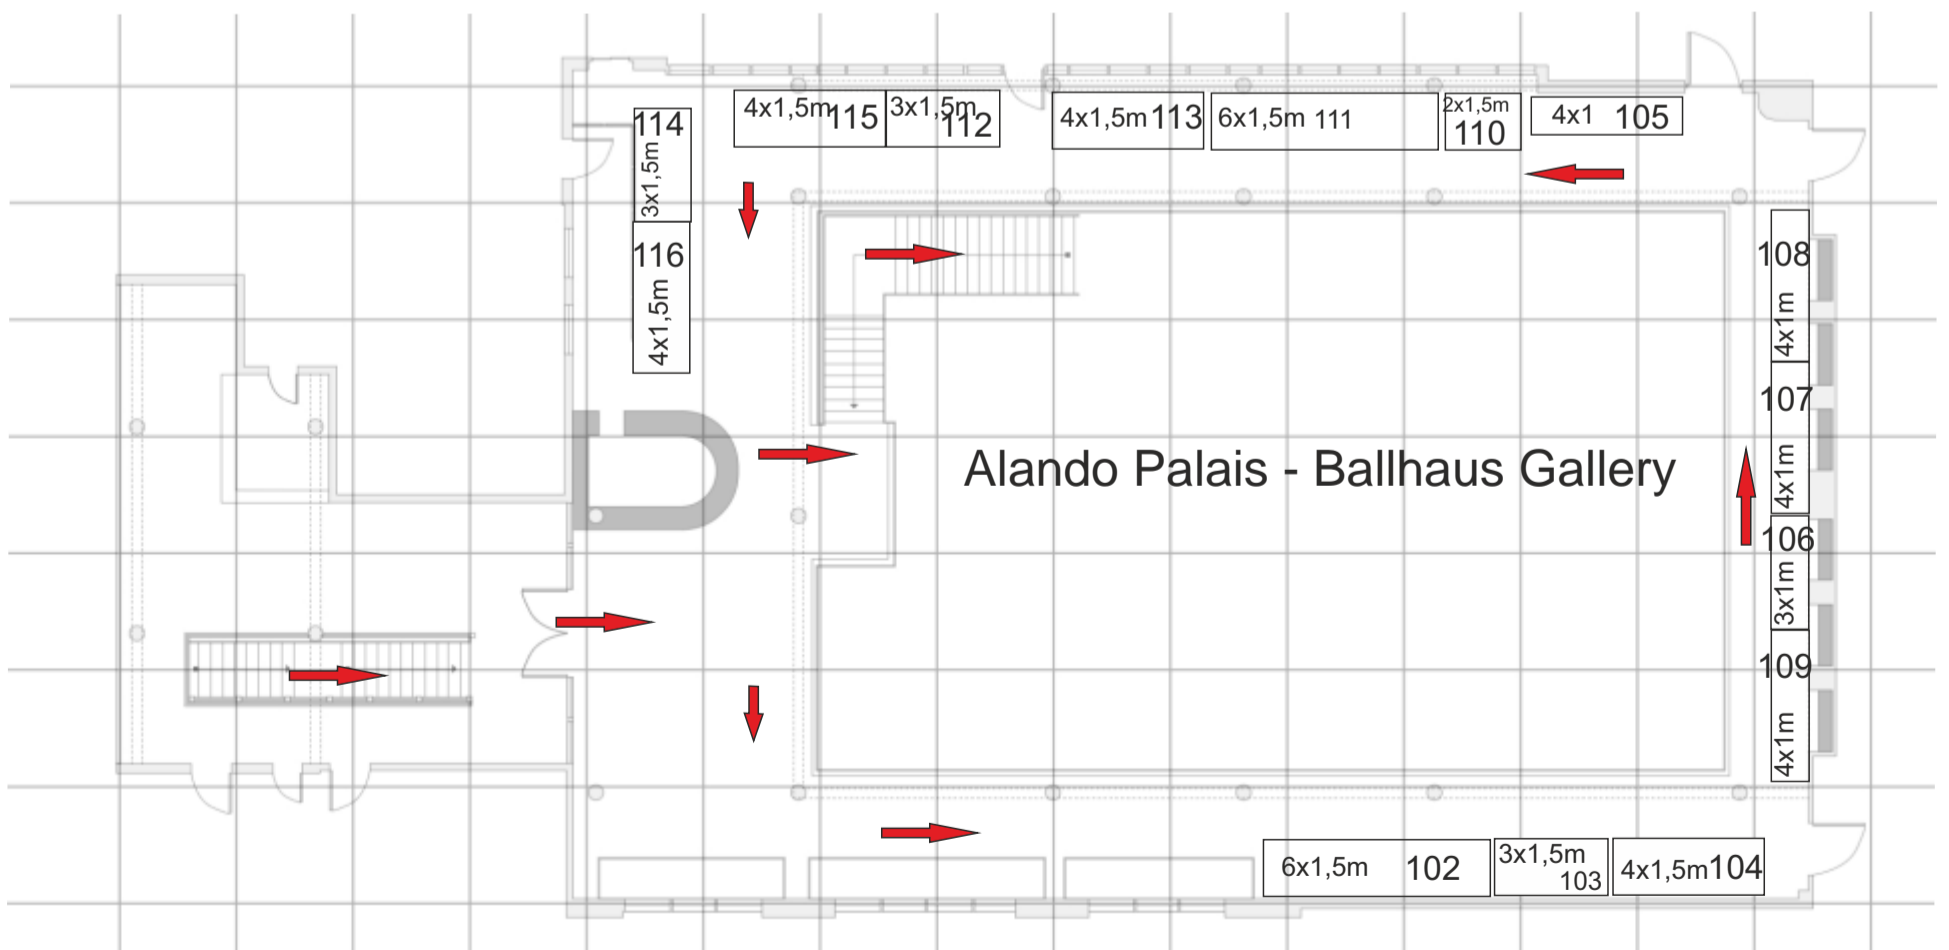 114
3x1,5m
4x1,5m
115
3x1,5m
112
4x1,5m 113
6x1,5m 111
2x1,5m
110
4x1 105
116
4x1,5m
108
4x1m
107
4x1m
Alando Palais - Ballhaus Gallery
106
3x1m
109
4x1m
6x1,5m 102
3x1,5m
103
4x1,5m 104